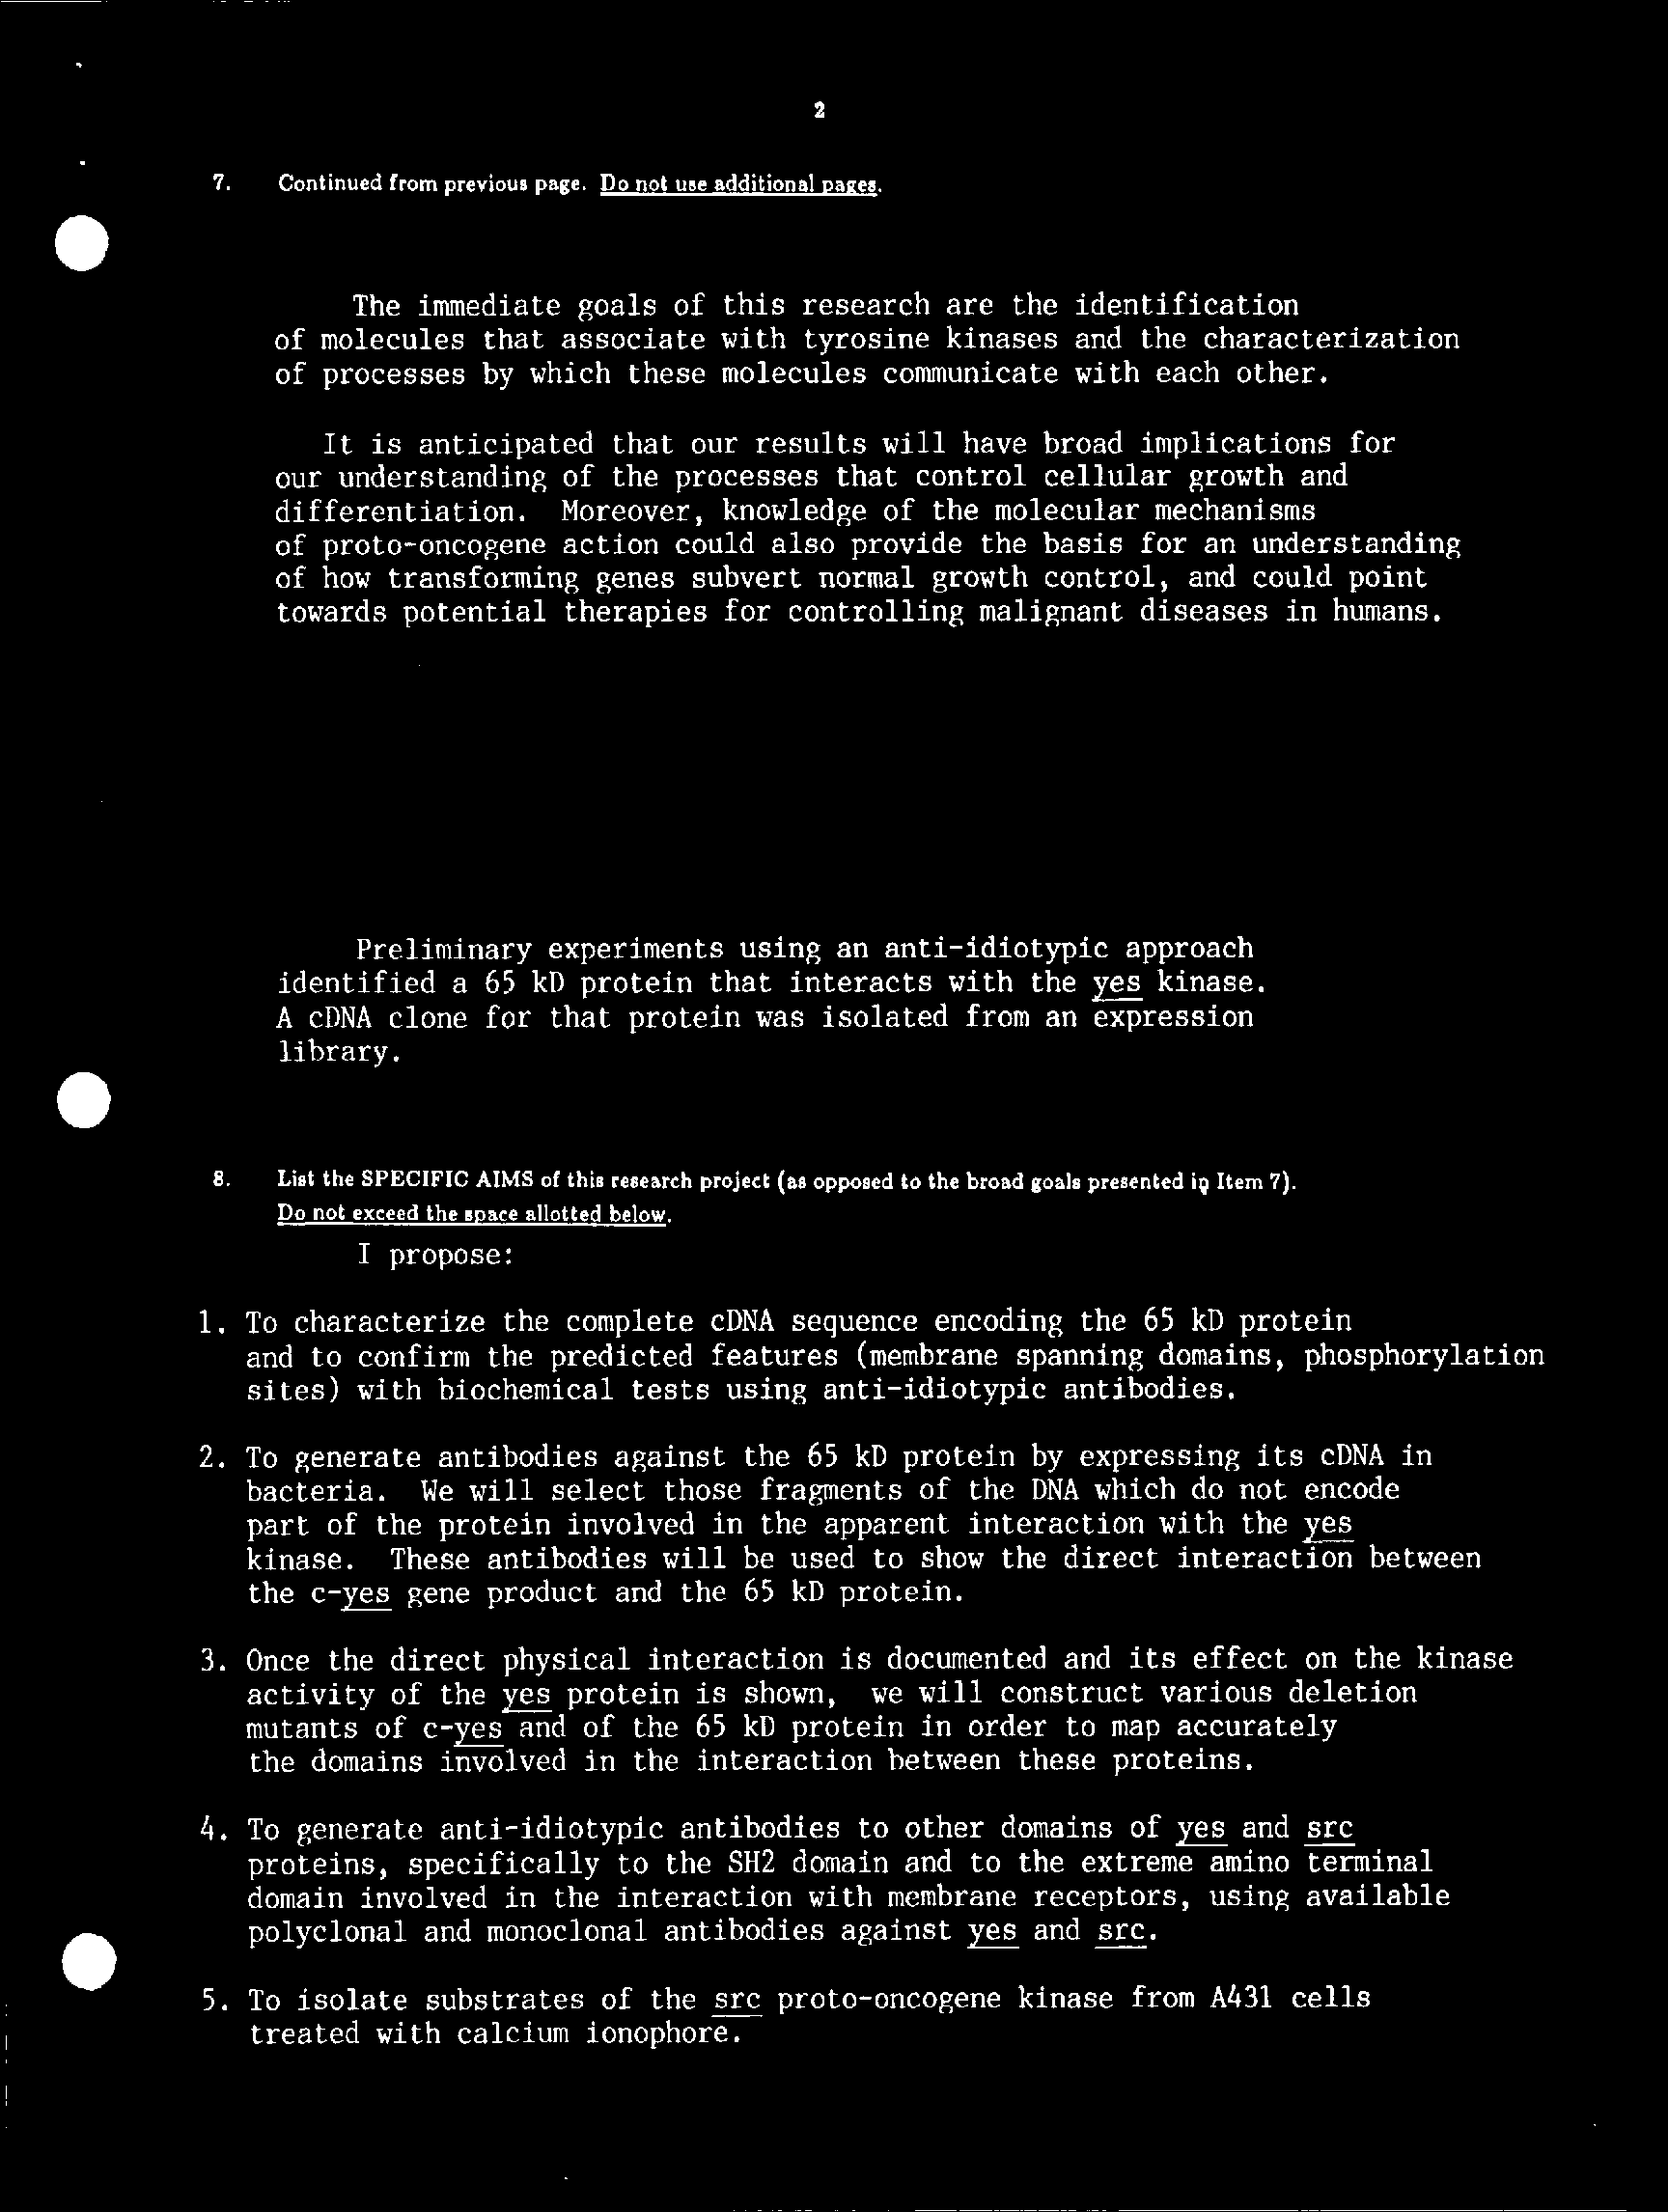 2
7. Continued from previous page. Do not use additional pages.
The immediate goals of this research are the identification
of molecules that associate with tyrosine kinases and the characterization
of processes by which these molecules communicate with each other.
It is anticipated that our results will have broad implications for
our understanding of the processes that control cellular growth and
differentiation. Moreover, knowledge of the molecular mechanisms
of proto-oncogene action could also provide the basis for an understanding
of how transforming genes subvert normal growth control, and could point
towards potential therapies for controlling malignant diseases in humans.
Preliminary experiments using an anti-idiotypic approach
identified a 65 kD protein that interacts with the yes kinase.
A cDNA clone for that protein was isolated from an expression
library.
8. List the SPECIFIC AIMS of this research project (as opposed to the broad goals presented in Item 7).
Do not exceed the space allotted below.
I propose:
1. To characterize the complete cDNA sequence encoding the 65 kD protein
and to confirm the predicted features (membrane spanning domains, phosphorylation
sites) with biochemical tests using anti-idiotypic antibodies.
2. To generate antibodies against the 65 kD protein by expressing its cDNA in
bacteria. We will select those fragments of the DNA which do not encode
part of the protein involved in the apparent interaction with the yes
kinase. These antibodies will be used to show the direct interaction between
the c-yes gene product and the 65 kD protein.
3. Once the direct physical interaction is documented and its effect on the kinase
activity of the yes protein is shown, we will construct various deletion
mutants of c-yes and of the 65 kD protein in order to map accurately
the domains involved in the interaction between these proteins.
4. To generate anti-idiotypic antibodies to other domains of yes and src
proteins, specifically to the SH2 domain and to the extreme amino terminal
domain involved in the interaction with membrane receptors, using available
polyclonal and monoclonal antibodies against yes and src.
5. To isolate substrates of the src proto-oncogene kinase from A431 cells
treated with calcium ionophore.